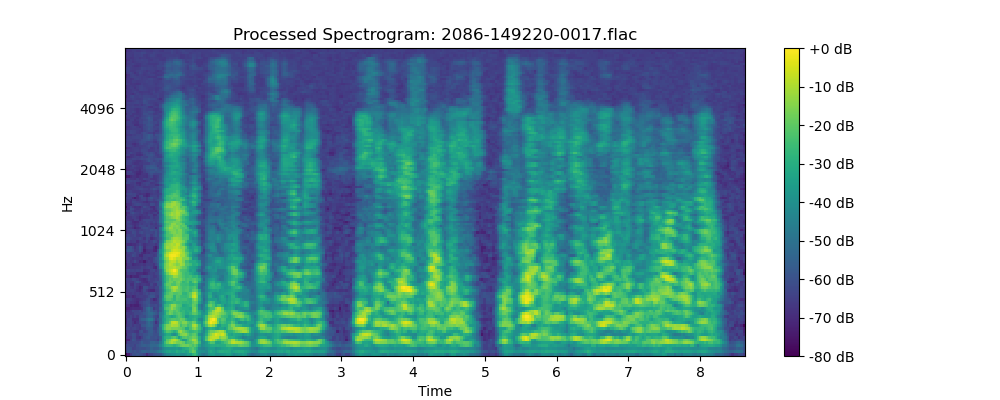 Processed Spectrogram: 2086-149220-0017.flac
Hz
4096
2048
1024
512
0
0 1 2 3 4 5 6 7 8
Time
+0 dB
-10 dB
-20 dB
-30 dB
-40 dB
-50 dB
-60 dB
-70 dB
-80 dB